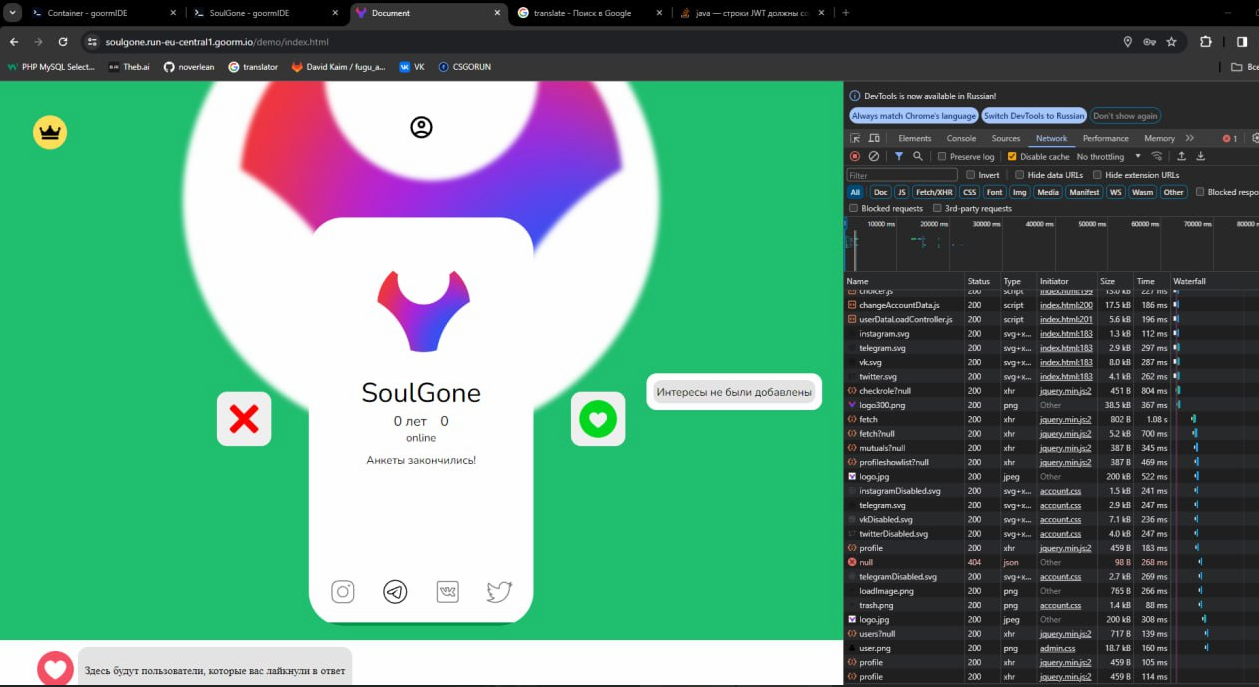 Container - goormIDE
SoulGone - goormIDE
Document
translate - Поиск в Google
java — строки JWT должны сс
soulgone.run-eu-central1.goorm.io/demo/index.html
PHP MySQL Select...
Theb.ai
noverlean
translator
David Kaim / fugu_a...
VK
CSGORUN
Все
SoulGone
0 лет 0
online
Анкеты закончились!
Интересы не были добавлены
Здесь будут пользователи, которые вас лайкнули в ответ
DevTools is now available in Russian!
Always match Chrome's language
Switch DevTools to Russian
Don't show again
Elements Console Sources Network Performance Memory 1
Preserve log Disable cache No throttling
Filter Invert Hide data URLs Hide extension URLs
All Doc JS Fetch/XHR CSS Font Img Media Manifest WS Wasm Other Blocked respo
Blocked requests 3rd-party requests
10000 ms 20000 ms 30000 ms 40000 ms 50000 ms 60000 ms 70000 ms 80000
Name Status Type Initiator Size Time Waterfall
choicer.js 200 script index.html:199 13.0 kB 227 ms
changeAccountData.js 200 script index.html:200 17.5 kB 186 ms
userDataLoadController.js 200 script index.html:201 5.6 kB 196 ms
instagram.svg 200 svg+x... index.html:183 1.3 kB 112 ms
telegram.svg 200 svg+x... index.html:183 2.9 kB 297 ms
vk.svg 200 svg+x... index.html:183 8.0 kB 287 ms
twitter.svg 200 svg+x... index.html:183 4.1 kB 262 ms
checkrole?null 200 xhr jquery.min.js:2 451 B 804 ms
logo300.png 200 png Other 38.5 kB 367 ms
fetch 200 xhr jquery.min.js:2 802 B 1.08 s
fetch?null 200 xhr jquery.min.js:2 5.2 kB 700 ms
mutuals?null 200 xhr jquery.min.js:2 387 B 345 ms
profileshowlist?null 200 xhr jquery.min.js:2 387 B 469 ms
logo.jpg 200 jpeg Other 200 kB 522 ms
instagramDisabled.svg 200 svg+x... account.css 1.5 kB 241 ms
telegram.svg 200 svg+x... account.css 2.9 kB 247 ms
vkDisabled.svg 200 svg+x... account.css 7.1 kB 236 ms
twitterDisabled.svg 200 svg+x... account.css 4.0 kB 247 ms
profile 200 xhr jquery.min.js:2 459 B 183 ms
null 404 json Other 98 B 268 ms
telegramDisabled.svg 200 svg+x... account.css 2.7 kB 269 ms
loadImage.png 200 png Other 765 B 266 ms
trash.png 200 png account.css 1.4 kB 88 ms
logo.jpg 200 jpeg Other 200 kB 308 ms
users?null 200 xhr jquery.min.js:2 717 B 139 ms
user.png 200 png admin.css 18.7 kB 160 ms
profile 200 xhr jquery.min.js:2 459 B 105 ms
profile 200 xhr jquery.min.js:2 459 B 114 ms